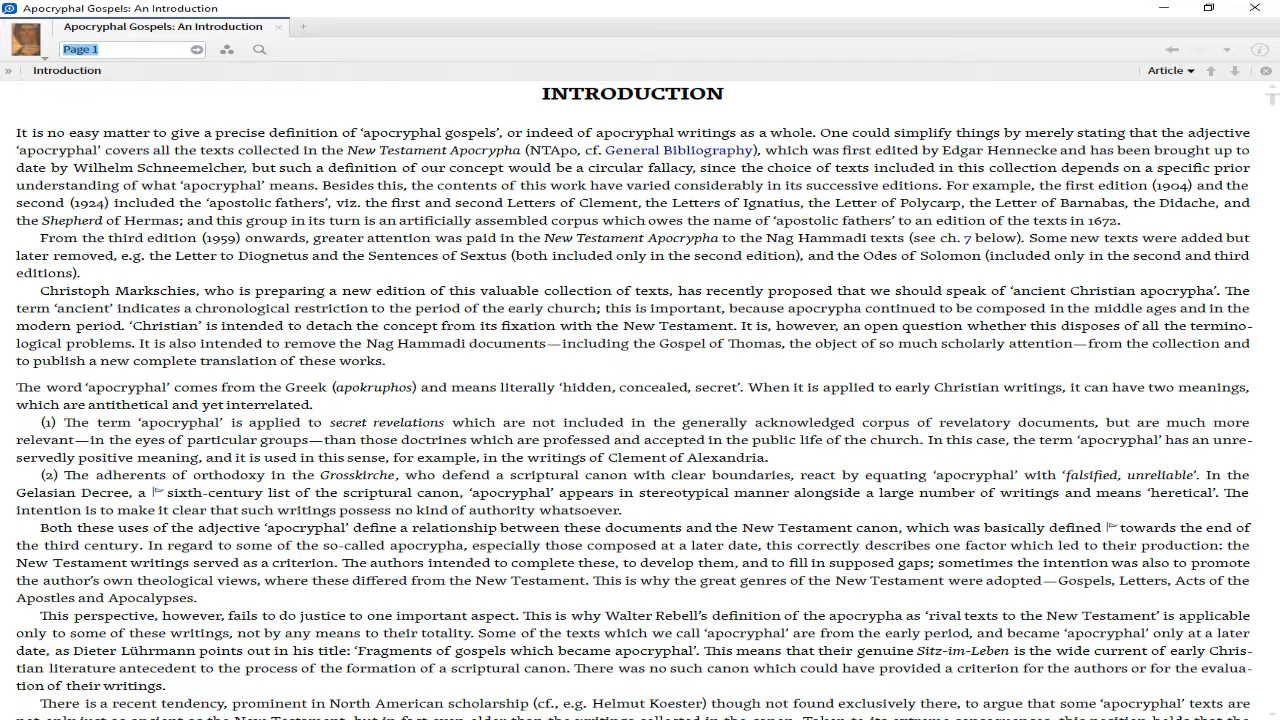 Apocryphal Gospels: An Introduction
Apocryphal Gospels: An Introduction
Page 1
Introduction
Article
INTRODUCTION
It is no easy matter to give a precise definition of ‘apocryphal gospels’, or indeed of apocryphal writings as a whole. One could simplify things by merely stating that the adjective
‘apocryphal’ covers all the texts collected in the New Testament Apocrypha (NTApo, cf. General Bibliography), which was first edited by Edgar Hennecke and has been brought up to
date by Wilhelm Schneemelcher, but such a definition of our concept would be a circular fallacy, since the choice of texts included in this collection depends on a specific prior
understanding of what ‘apocryphal’ means. Besides this, the contents of this work have varied considerably in its successive editions. For example, the first edition (1904) and the
second (1924) included the ‘apostolic fathers’, viz. the first and second Letters of Clement, the Letters of Ignatius, the Letter of Polycarp, the Letter of Barnabas, the Didache, and
the Shepherd of Hermas; and this group in its turn is an artificially assembled corpus which owes the name of ‘apostolic fathers’ to an edition of the texts in 1672.
From the third edition (1959) onwards, greater attention was paid in the New Testament Apocrypha to the Nag Hammadi texts (see ch. 7 below). Some new texts were added but
later removed, e.g. the Letter to Diognetus and the Sentences of Sextus (both included only in the second edition), and the Odes of Solomon (included only in the second and third
editions).
Christoph Markschies, who is preparing a new edition of this valuable collection of texts, has recently proposed that we should speak of ‘ancient Christian apocrypha’. The
term ‘ancient’ indicates a chronological restriction to the period of the early church; this is important, because apocrypha continued to be composed in the middle ages and in the
modern period. ‘Christian’ is intended to detach the concept from its fixation with the New Testament. It is, however, an open question whether this disposes of all the termino-
logical problems. It is also intended to remove the Nag Hammadi documents—including the Gospel of Thomas, the object of so much scholarly attention—from the collection and
to publish a new complete translation of these works.
The word ‘apocryphal’ comes from the Greek (apokruphos) and means literally ‘hidden, concealed, secret’. When it is applied to early Christian writings, it can have two meanings,
which are antithetical and yet interrelated.
(1) The term ‘apocryphal’ is applied to secret revelations which are not included in the generally acknowledged corpus of revelatory documents, but are much more
relevant—in the eyes of particular groups—than those doctrines which are professed and accepted in the public life of the church. In this case, the term ‘apocryphal’ has an unre-
servedly positive meaning, and it is used in this sense, for example, in the writings of Clement of Alexandria.
(2) The adherents of orthodoxy in the Grosskirche, who defend a scriptural canon with clear boundaries, react by equating ‘apocryphal’ with ‘falsified, unreliable’. In the
Gelasian Decree, a sixth-century list of the scriptural canon, ‘apocryphal’ appears in stereotypical manner alongside a large number of writings and means ‘heretical’. The
intention is to make it clear that such writings possess no kind of authority whatsoever.
Both these uses of the adjective ‘apocryphal’ define a relationship between these documents and the New Testament canon, which was basically defined towards the end of
the third century. In regard to some of the so-called apocrypha, especially those composed at a later date, this correctly describes one factor which led to their production: the
New Testament writings served as a criterion. The authors intended to complete these, to develop them, and to fill in supposed gaps; sometimes the intention was also to promote
the author’s own theological views, where these differed from the New Testament. This is why the great genres of the New Testament were adopted—Gospels, Letters, Acts of the
Apostles and Apocalypses.
This perspective, however, fails to do justice to one important aspect. This is why Walter Rebell’s definition of the apocrypha as ‘rival texts to the New Testament’ is applicable
only to some of these writings, not by any means to their totality. Some of the texts which we call ‘apocryphal’ are from the early period, and became ‘apocryphal’ only at a later
date, as Dieter Lührmann points out in his title: ‘Fragments of gospels which became apocryphal’. This means that their genuine Sitz-im-Leben is the wide current of early Chris-
tian literature antecedent to the process of the formation of a scriptural canon. There was no such canon which could have provided a criterion for the authors or for the evalua-
tion of their writings.
There is a recent tendency, prominent in North American scholarship (cf., e.g. Helmut Koester) though not found exclusively there, to argue that some ‘apocryphal’ texts are